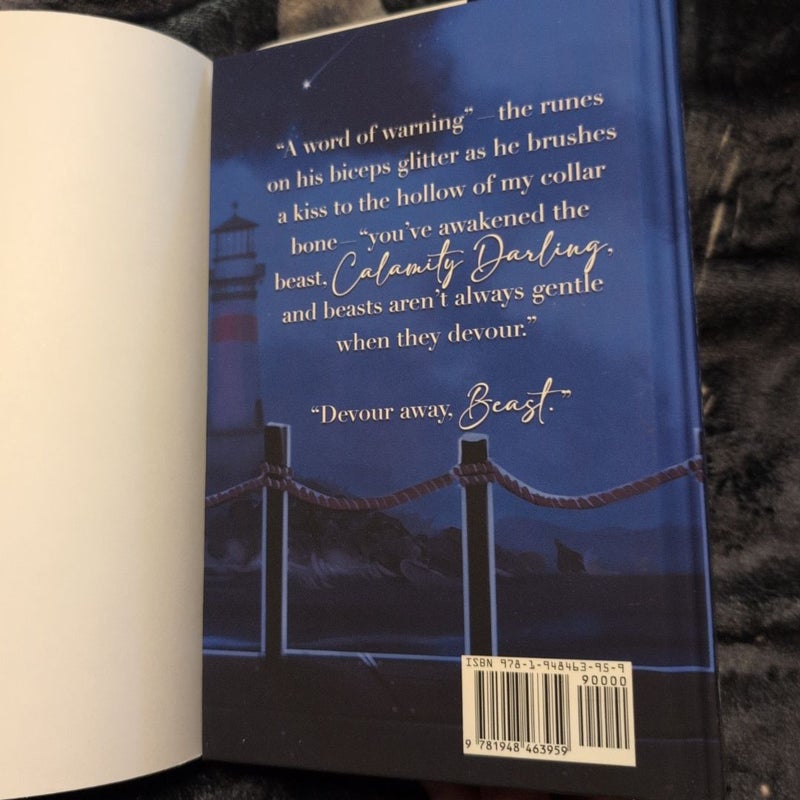 “A word of warning” — the runes
on his biceps glitter as he brushes
a kiss to the hollow of my collar
bone — “you’ve awakened the
beast, Calamity Darling,
and beasts aren’t always gentle
when they devour.”
“Devour away, Beast.”
ISBN 978-1-948463-95-9
90000
9 781948 463959